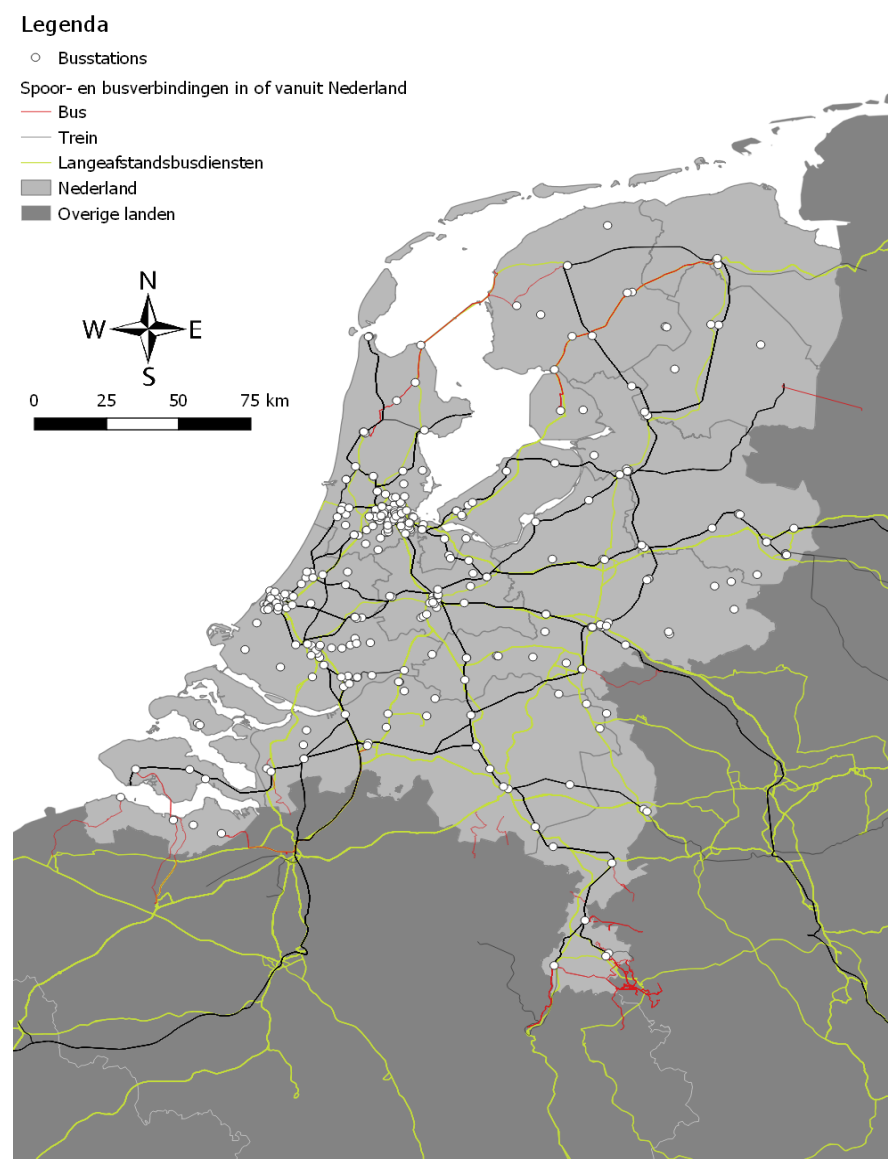 Legenda
Busstations
Spoor- en busverbindingen in of vanuit Nederland
Bus
Trein
Langeafstandsbusdiensten
Nederland
Overige landen
N
W E
S
0 25 50 75 km